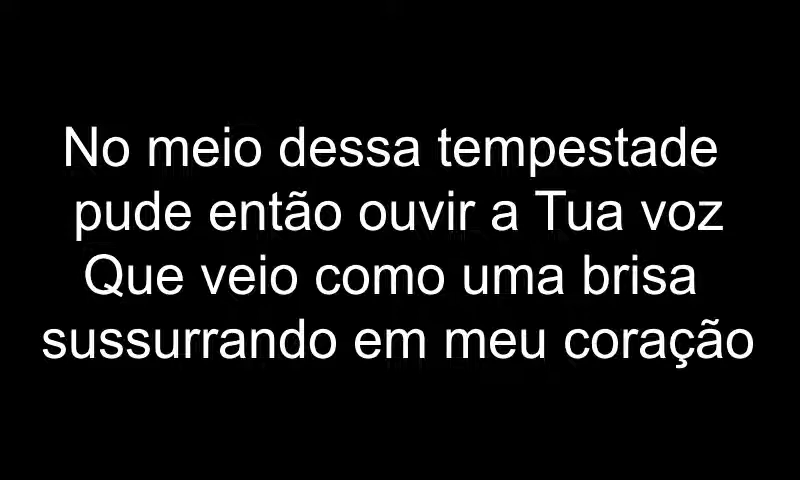 No meio dessa tempestade
pude então ouvir a Tua voz
Que veio como uma brisa
sussurrando em meu coração